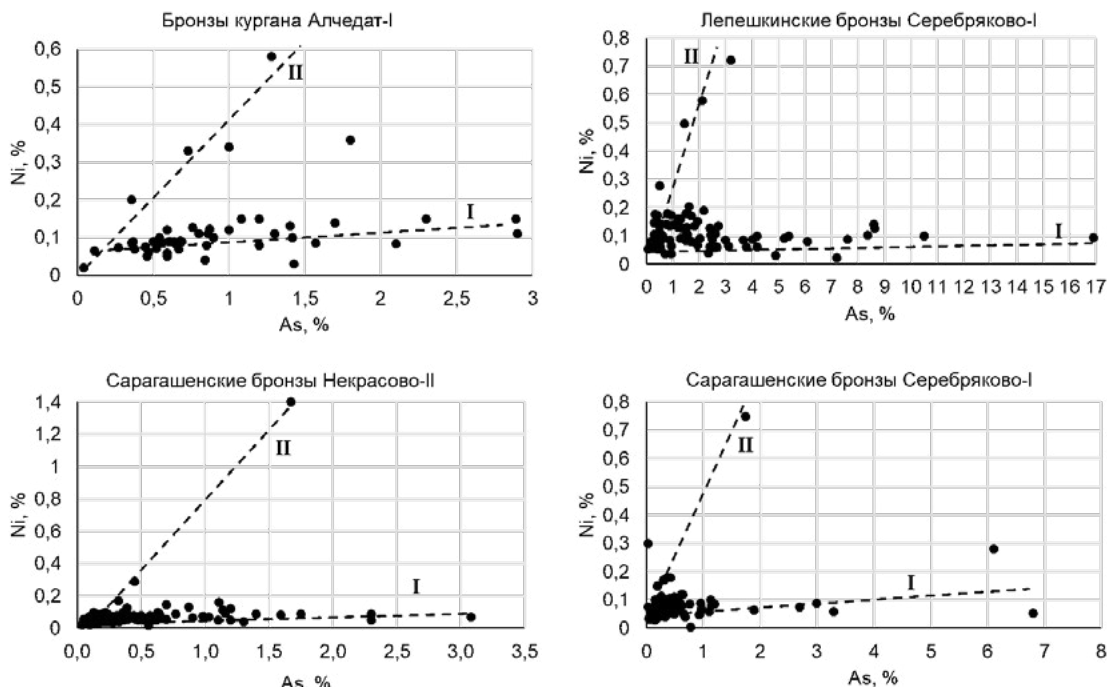 Бронзы кургана Алчедат-I
0,6
0,5
0,4
0,3
0,2
0,1
0
Ni, %
II
I
0
0,5
1
1,5
2
2,5
3
As, %
Лепешкинские бронзы Серебряково-I
0,8
0,7
0,6
0,5
0,4
0,3
0,2
0,1
0
Ni, %
II
I
0 1 2 3 4 5 6 7 8 9 10 11 12 13 14 15 16 17
As, %
Сарагашенские бронзы Некрасово-II
1,4
1,2
1
0,8
0,6
0,4
0,2
0
Ni, %
II
I
0,0 0,5 1,0 1,5 2,0 2,5 3,0 3,5
As, %
Сарагашенские бронзы Серебряково-I
0,8
0,7
0,6
0,5
0,4
0,3
0,2
0,1
0
Ni, %
II
I
0 1 2 3 4 5 6 7 8
As, %